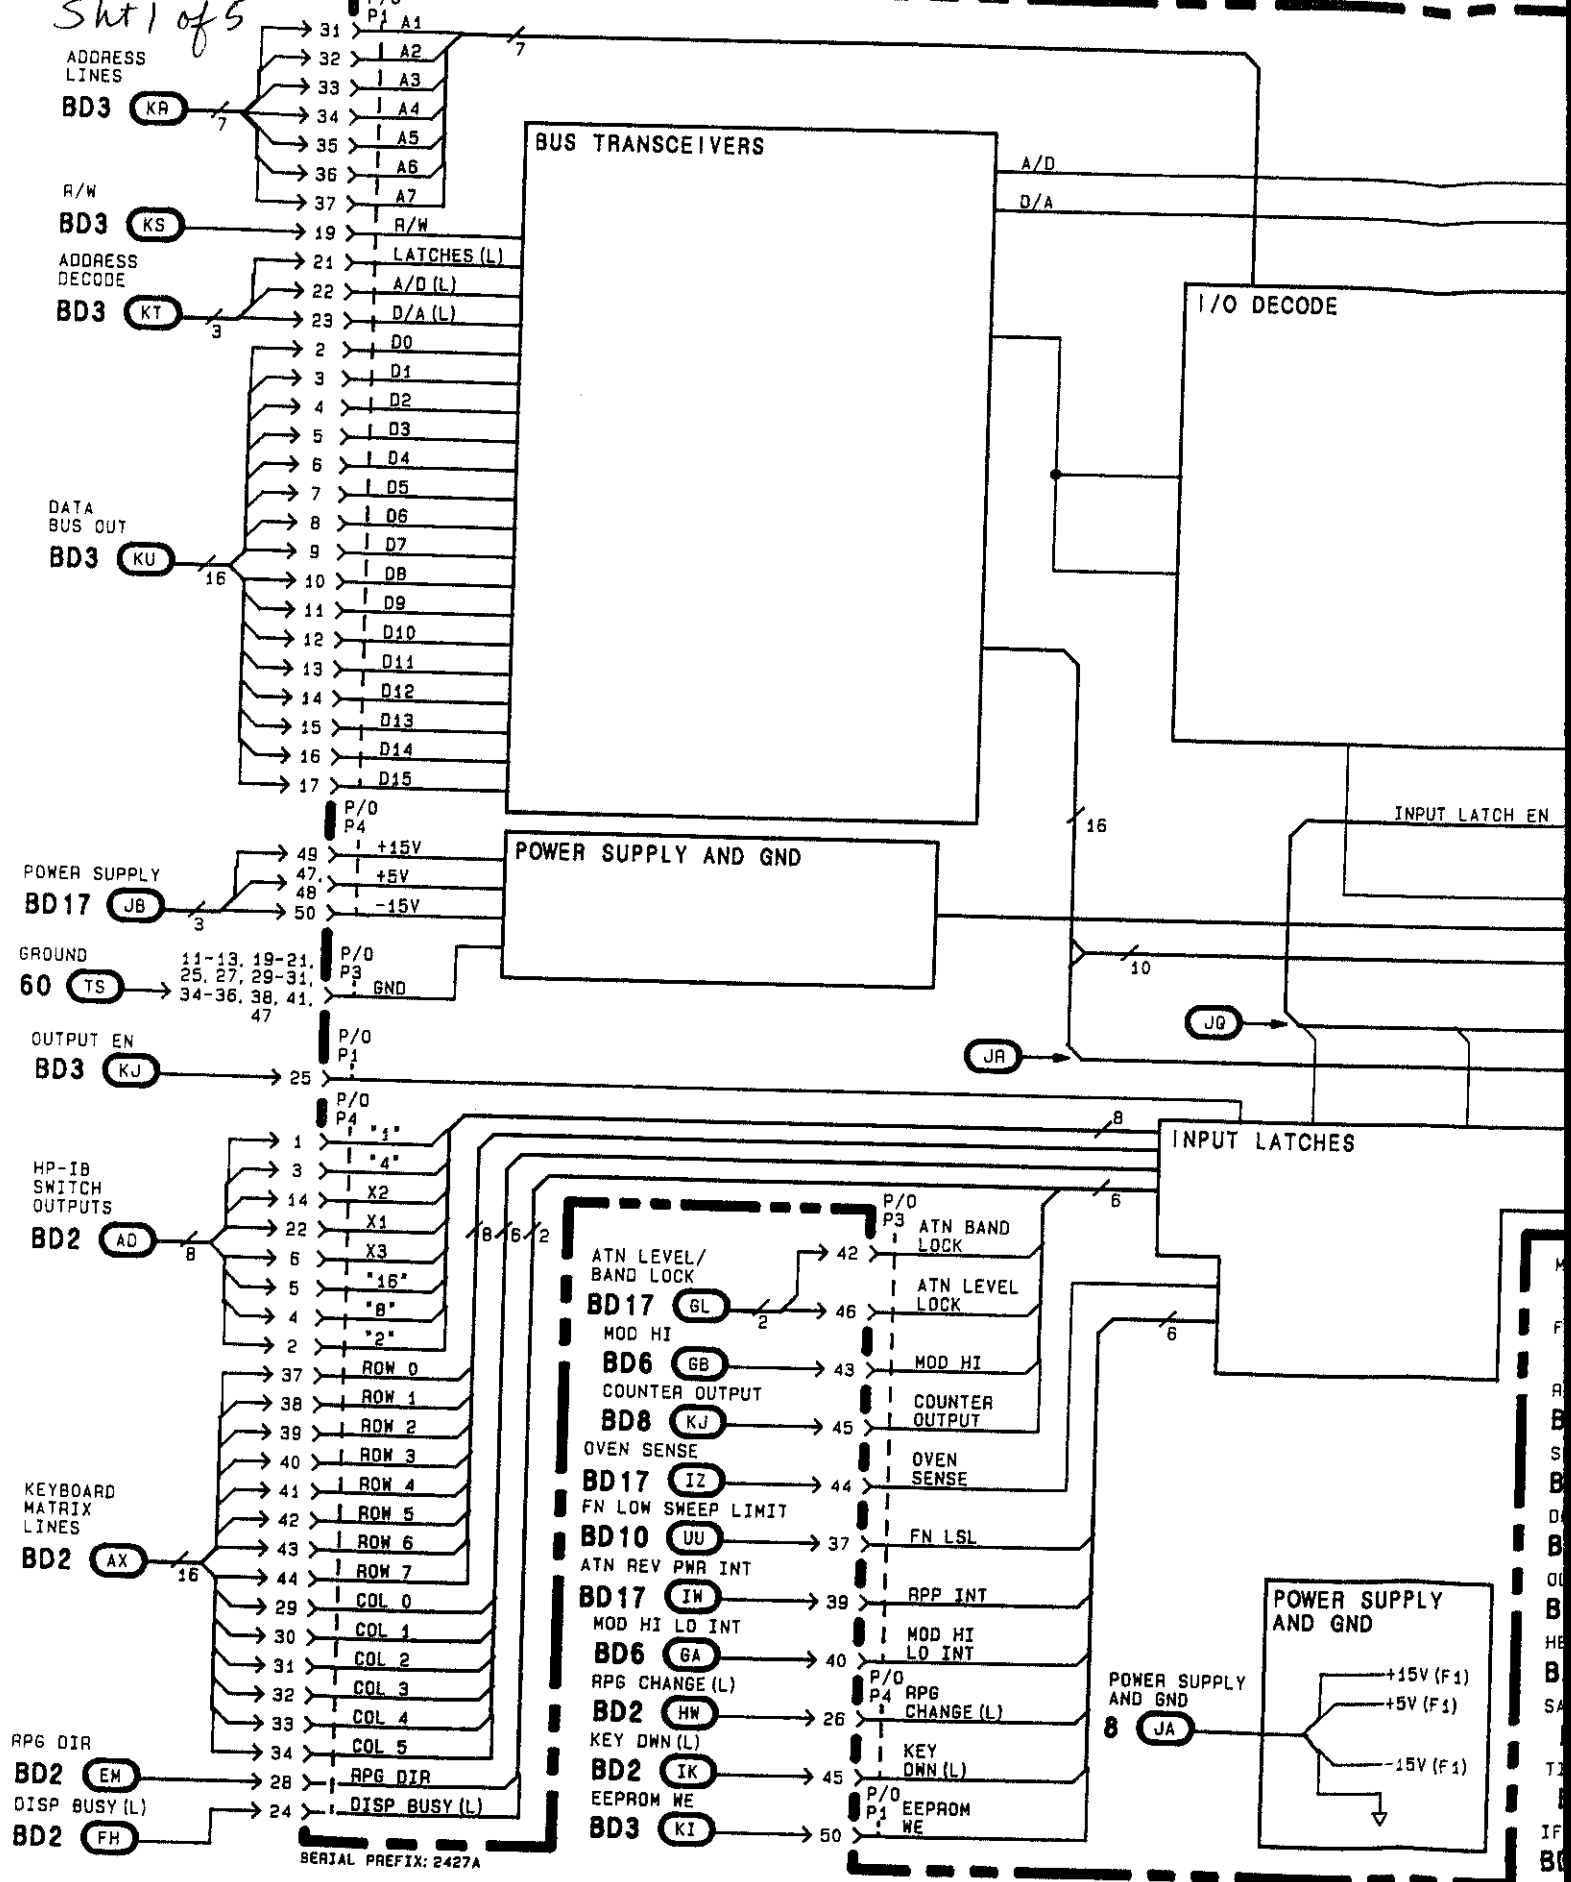 Sht 1 of 5
P/O
P1
ADDRESS
LINES
BD3 KA
7
31 A1
32 A2
33 A3
34 A4
35 A5
36 A6
37 A7
7
R/W
BD3 KS
19 R/W
ADDRESS
DECODE
BD3 KT
3
21 LATCHES(L)
22 A/D(L)
23 D/A(L)
DATA
BUS OUT
BD3 KU
16
2 D0
3 D1
4 D2
5 D3
6 D4
7 D5
8 D6
9 D7
10 D8
11 D9
12 D10
13 D11
14 D12
15 D13
16 D14
17 D15
BUS TRANSCEIVERS
A/D
D/A
I/O DECODE
16
INPUT LATCH EN
P/O
P4
POWER SUPPLY
BD17 JB
3
49 +15V
47,
48 +5V
50 -15V
POWER SUPPLY AND GND
10
GROUND
60 TS
11-13, 19-21,
25, 27, 29-31,
34-36, 38, 41,
47
P/O
P3
GND
JQ
JA
OUTPUT EN
BD3 KJ
25
P/O
P1
P/O
P4
HP-IB
SWITCH
OUTPUTS
BD2 AD
8
1 "1"
3 "4"
14 X2
22 X1
6 X3
5 "16"
4 "8"
2 "2"
8
INPUT LATCHES
6
8 6 2
KEYBOARD
MATRIX
LINES
BD2 AX
16
37 ROW 0
38 ROW 1
39 ROW 2
40 ROW 3
41 ROW 4
42 ROW 5
43 ROW 6
44 ROW 7
29 COL 0
30 COL 1
31 COL 2
32 COL 3
33 COL 4
34 COL 5
RPG DIR
BD2 EM
28 RPG DIR
DISP BUSY(L)
BD2 FH
24 DISP BUSY(L)
SERIAL PREFIX: 2427A
P/O
P3
ATN LEVEL/
BAND LOCK
BD17 GL
2
42 ATN BAND
LOCK
46 ATN LEVEL
LOCK
MOD HI
BD6 GB
43 MOD HI
COUNTER OUTPUT
BD8 KJ
45 COUNTER
OUTPUT
OVEN SENSE
BD17 IZ
44 OVEN
SENSE
FN LOW SWEEP LIMIT
BD10 UU
37 FN LSL
ATN REV PWR INT
BD17 IW
39 RPP INT
MOD HI LO INT
BD6 GA
40 MOD HI
LO INT
P/O
P4
RPG CHANGE(L)
BD2 HW
26 RPG
CHANGE(L)
KEY DWN(L)
BD2 IK
45 KEY
DWN(L)
P/O
P1
EEPROM WE
BD3 KI
50 EEPROM
WE
6
POWER SUPPLY
AND GND
8 JA
POWER SUPPLY
AND GND
+15V(F1)
+5V(F1)
-15V(F1)